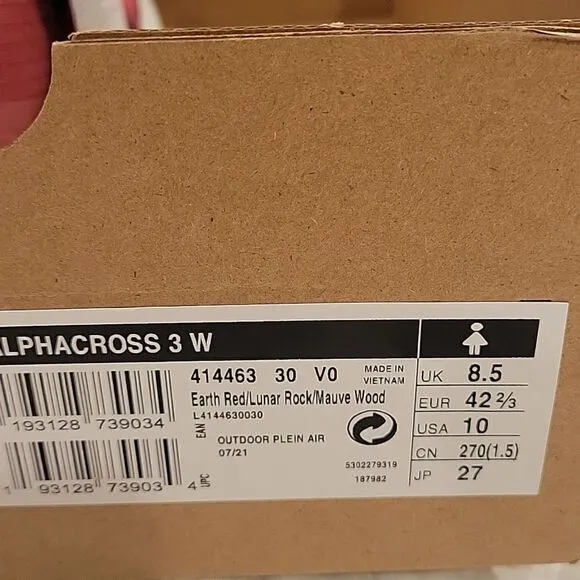 ALPHACROSS 3 W
414463 30 V0
MADE IN
VIETNAM
Earth Red/Lunar Rock/Mauve Wood
L4144630030
193128 739034
EAN
OUTDOOR PLEIN AIR
07/21
1 93128 73903 4
UPC
5302279319
187982
UK 8.5
EUR 42 2/3
USA 10
CN 270(1.5)
JP 27